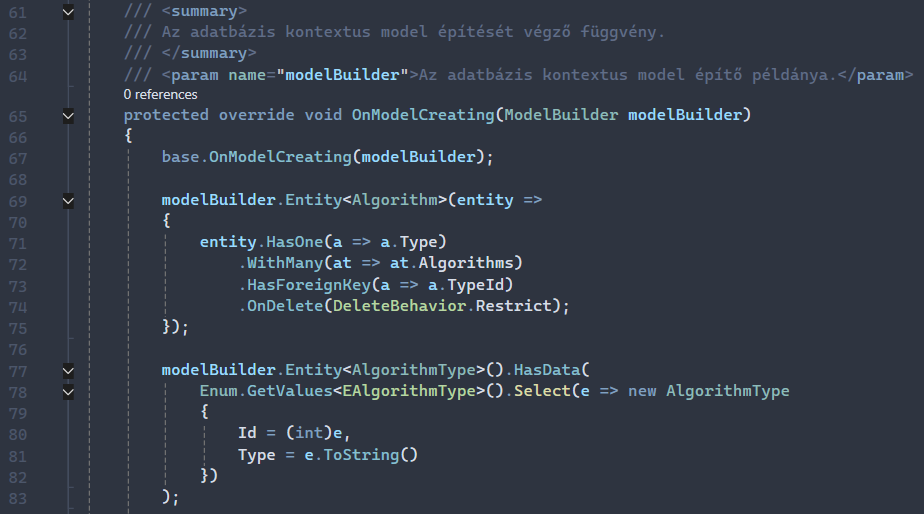 61 /// <summary>
62 /// Az adatbázis kontextus model építését végző függvény.
63 /// </summary>
64 /// <param name="modelBuilder">Az adatbázis kontextus model építő példánya.</param>
0 references
65 protected override void OnModelCreating(ModelBuilder modelBuilder)
66 {
67 base.OnModelCreating(modelBuilder);
68
69 modelBuilder.Entity<Algorithm>(entity =>
70 {
71 entity.HasOne(a => a.Type)
72 .WithMany(at => at.Algorithms)
73 .HasForeignKey(a => a.TypeId)
74 .OnDelete(DeleteBehavior.Restrict);
75 });
76
77 modelBuilder.Entity<AlgorithmType>().HasData(
78 Enum.GetValues<EAlgorithmType>().Select(e => new AlgorithmType
79 {
80 Id = (int)e,
81 Type = e.ToString()
82 })
83 );